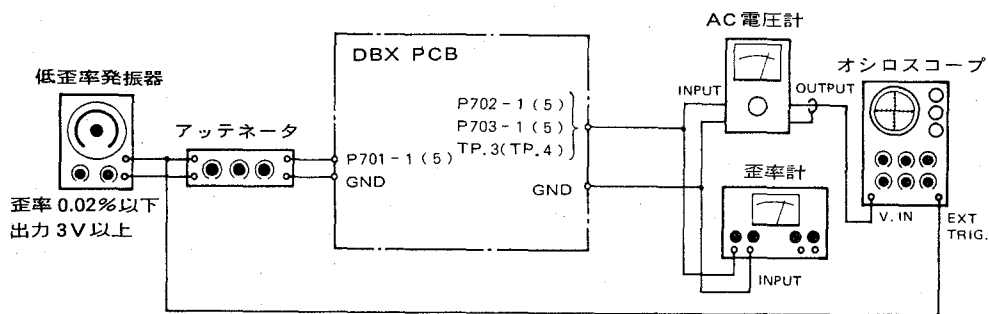 低歪率発振器
歪率 0.02%以下
出力 3V以上
アッテネータ
DBX PCB
P701-1 (5)
GND
P702-1 (5)
P703-1 (5)
TP.3(TP.4)
GND
AC電圧計
INPUT
OUTPUT
歪率計
INPUT
オシロスコープ
V. IN
EXT
TRIG.